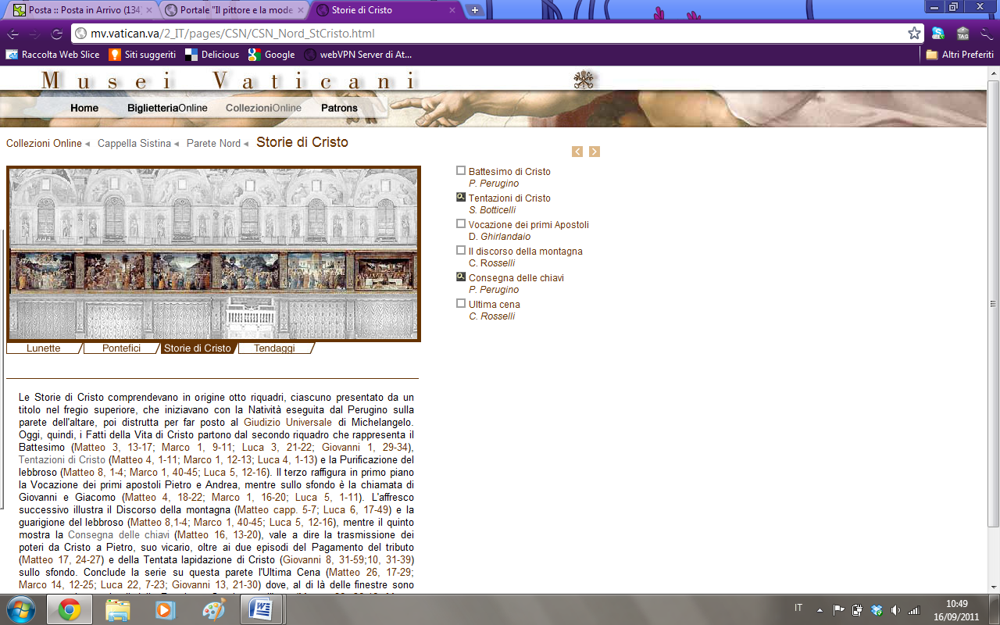 Posta :: Posta in Arrivo (134)
Portale "Il pittore e la mode
Storie di Cristo
mv.vatican.va/2_IT/pages/CSN/CSN_Nord_StCristo.html
TAG
Raccolta Web Slice
Siti suggeriti
Delicious
Google
webVPN Server di At...
Altri Preferiti
Musei Vaticani
Home
BiglietteriaOnline
CollezioniOnline
Patrons
Collezioni Online Cappella Sistina Parete Nord Storie di Cristo
Battesimo di Cristo
P. Perugino
Tentazioni di Cristo
S. Botticelli
Vocazione dei primi Apostoli
D. Ghirlandaio
Il discorso della montagna
C. Rosselli
Consegna delle chiavi
P. Perugino
Ultima cena
C. Rosselli
Lunette
Pontefici
Storie di Cristo
Tendaggi
Le Storie di Cristo comprendevano in origine otto riquadri, ciascuno presentato da un
titolo nel fregio superiore, che iniziavano con la Natività eseguita dal Perugino sulla
parete dell'altare, poi distrutta per far posto al Giudizio Universale di Michelangelo.
Oggi, quindi, i Fatti della Vita di Cristo partono dal secondo riquadro che rappresenta il
Battesimo (Matteo 3, 13-17; Marco 1, 9-11; Luca 3, 21-22; Giovanni 1, 29-34),
Tentazioni di Cristo (Matteo 4, 1-11; Marco 1, 12-13; Luca 4, 1-13) e la Purificazione del
lebbroso (Matteo 8, 1-4; Marco 1, 40-45; Luca 5, 12-16). Il terzo raffigura in primo piano
la Vocazione dei primi apostoli Pietro e Andrea, mentre sullo sfondo è la chiamata di
Giovanni e Giacomo (Matteo 4, 18-22; Marco 1, 16-20; Luca 5, 1-11). L'affresco
successivo illustra il Discorso della montagna (Matteo capp. 5-7; Luca 6, 17-49) e la
guarigione del lebbroso (Matteo 8,1-4; Marco 1, 40-45; Luca 5, 12-16), mentre il quinto
mostra la Consegna delle chiavi (Matteo 16, 13-20), vale a dire la trasmissione dei
poteri da Cristo a Pietro, suo vicario, oltre ai due episodi del Pagamento del tributo
(Matteo 17, 24-27) e della Tentata lapidazione di Cristo (Giovanni 8, 31-59;10, 31-39)
sullo sfondo. Conclude la serie su questa parete l'Ultima Cena (Matteo 26, 17-29;
Marco 14, 12-25; Luca 22, 7-23; Giovanni 13, 21-30) dove, al di là delle finestre sono
IT
10:49
16/09/2011